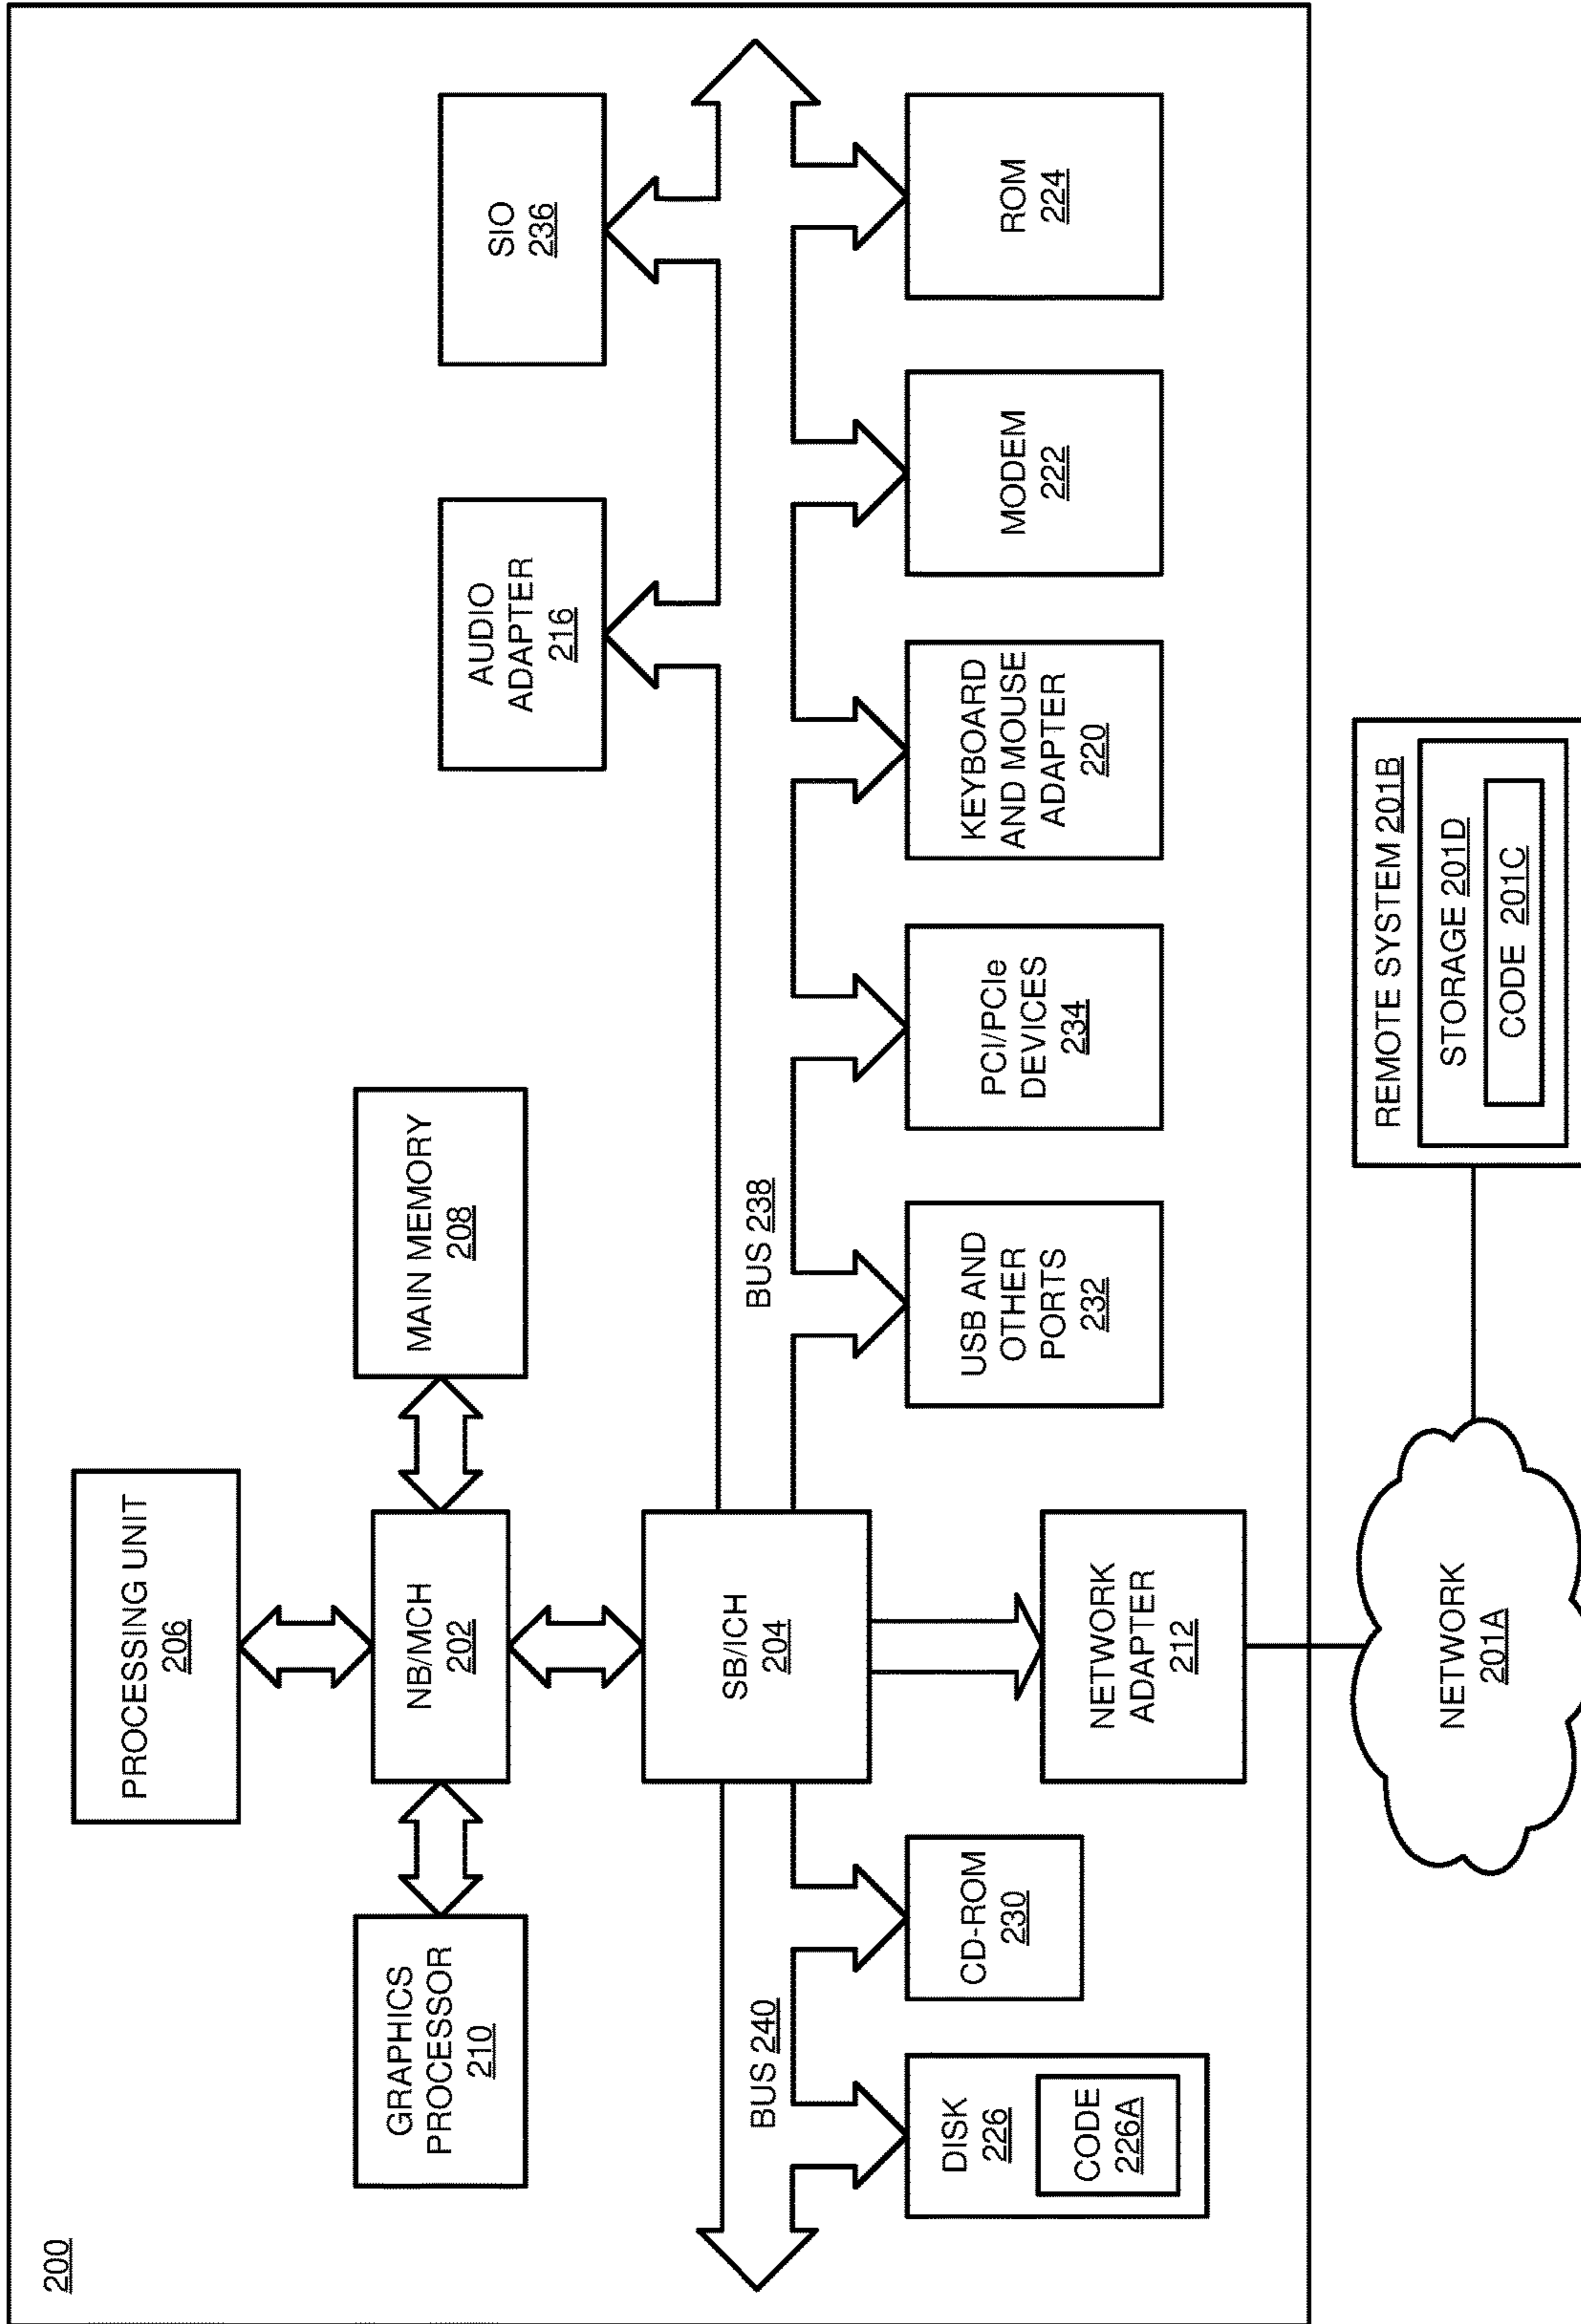 200
PROCESSING UNIT
206
GRAPHICS
PROCESSOR
210
NB/MCH
202
MAIN MEMORY
208
AUDIO
ADAPTER
216
SIO
236
SB/ICH
204
BUS 240
BUS 238
DISK
226
CODE
226A
CD-ROM
230
NETWORK
ADAPTER
212
USB AND
OTHER
PORTS
232
PCI/PCIe
DEVICES
234
KEYBOARD
AND MOUSE
ADAPTER
220
MODEM
222
ROM
224
NETWORK
201A
REMOTE SYSTEM 201B
STORAGE 201D
CODE 201C